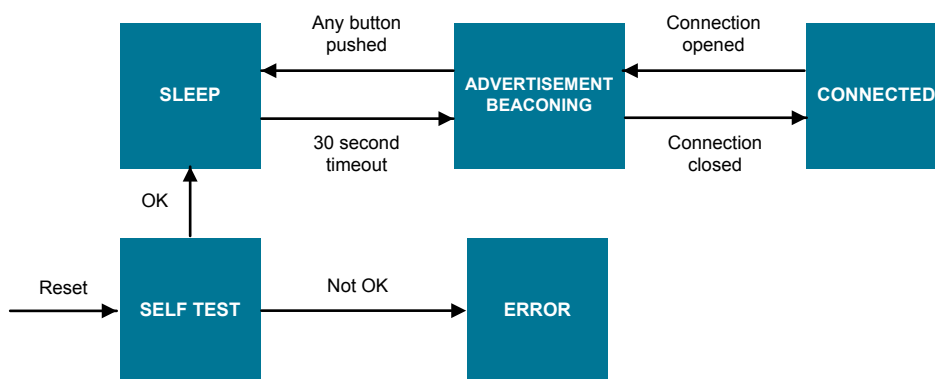 Any button
pushed
Connection
opened
SLEEP
ADVERTISEMENT
BEACONING
CONNECTED
30 second
timeout
Connection
closed
OK
Reset
SELF TEST
Not OK
ERROR